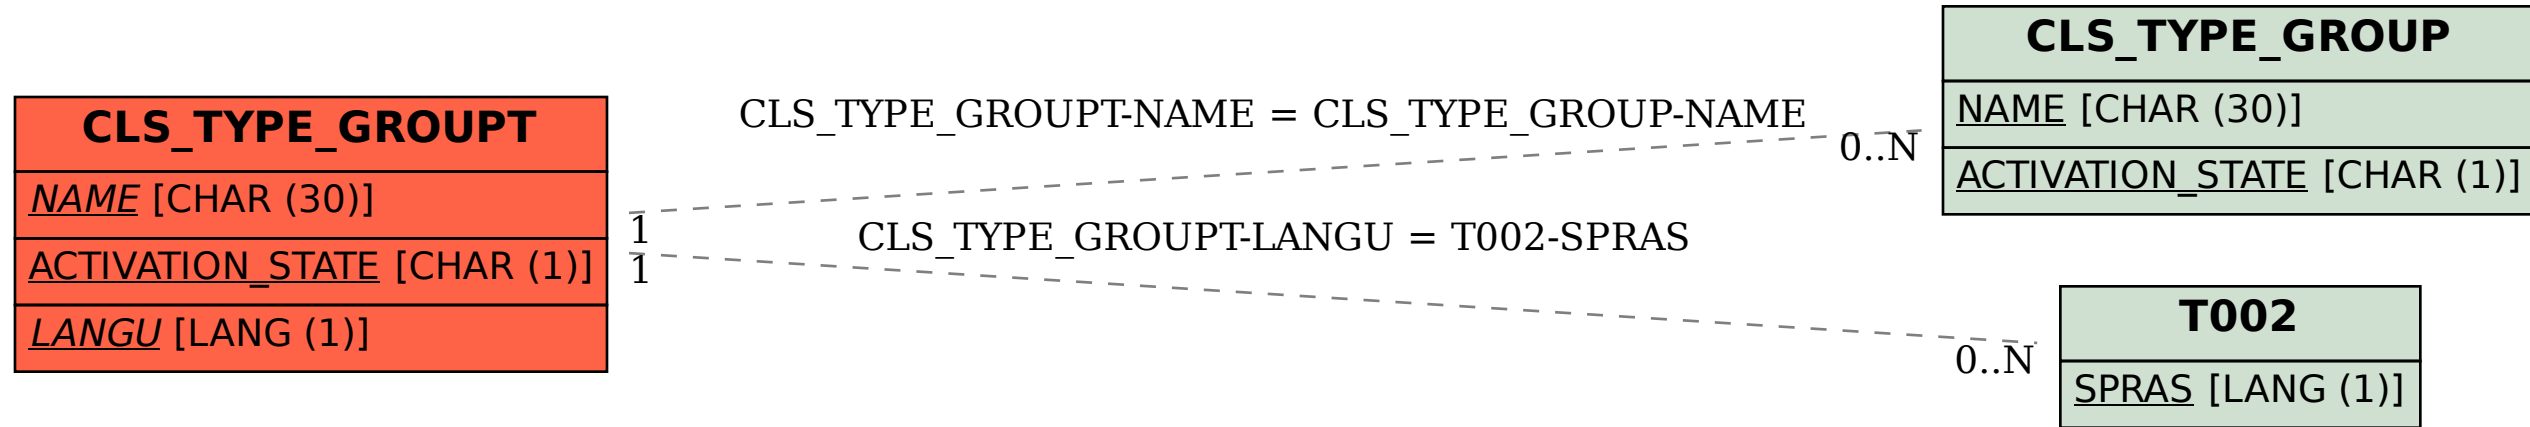 CLS_TYPE_GROUPT
NAME [CHAR (30)]
ACTIVATION_STATE [CHAR (1)]
LANGU [LANG (1)]
CLS_TYPE_GROUPT-NAME = CLS_TYPE_GROUP-NAME
1
0..N
CLS_TYPE_GROUPT-LANGU = T002-SPRAS
1
0..N
CLS_TYPE_GROUP
NAME [CHAR (30)]
ACTIVATION_STATE [CHAR (1)]
T002
SPRAS [LANG (1)]